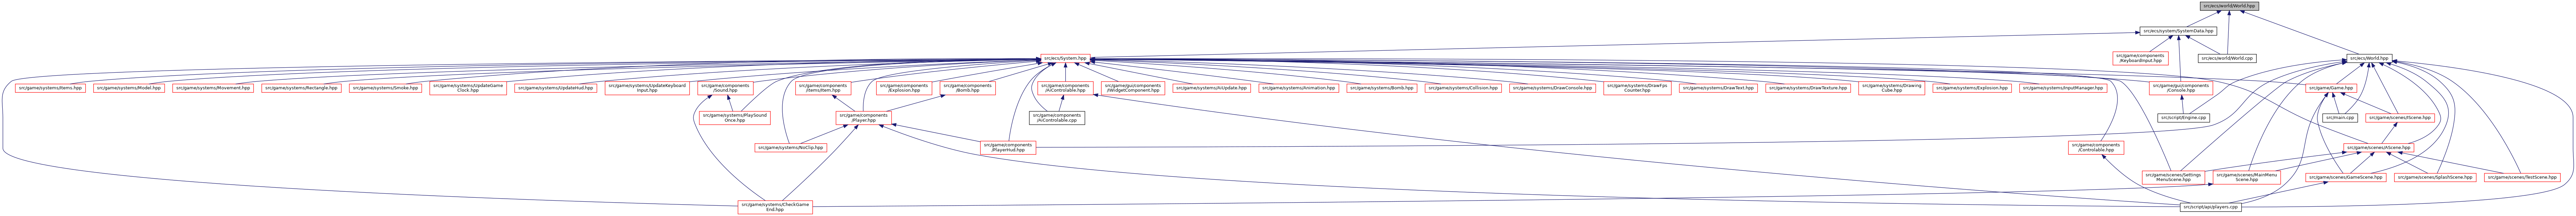 src/ecs/world/World.hpp
src/ecs/system/SystemData.hpp
src/ecs/System.hpp
src/game/components
/KeyboardInput.hpp
src/ecs/world/World.cpp
src/ecs/World.hpp
src/game/systems/Items.hpp
src/game/systems/Model.hpp
src/game/systems/Movement.hpp
src/game/systems/Rectangle.hpp
src/game/systems/Smoke.hpp
src/game/systems/UpdateGame
Clock.hpp
src/game/systems/UpdateHud.hpp
src/game/systems/UpdateKeyboard
Input.hpp
src/game/components
/Sound.hpp
src/game/components
/items/Item.hpp
src/game/components
/Explosion.hpp
src/game/components
/Bomb.hpp
src/game/components
/AiControlable.hpp
src/game/gui/components
/IWidgetComponent.hpp
src/game/systems/AiUpdate.hpp
src/game/systems/Animation.hpp
src/game/systems/Bomb.hpp
src/game/systems/Collision.hpp
src/game/systems/DrawConsole.hpp
src/game/systems/DrawFps
Counter.hpp
src/game/systems/DrawText.hpp
src/game/systems/DrawTexture.hpp
src/game/systems/Drawing
Cube.hpp
src/game/systems/Explosion.hpp
src/game/systems/InputManager.hpp
src/game/gui/components
/Console.hpp
src/game/Game.hpp
src/game/systems/PlaySound
Once.hpp
src/game/components
/Player.hpp
src/game/components
/AiControlable.cpp
src/script/Engine.cpp
src/main.cpp
src/game/scenes/IScene.hpp
src/game/systems/NoClip.hpp
src/game/components
/PlayerHud.hpp
src/game/components
/Controlable.hpp
src/game/scenes/AScene.hpp
src/game/scenes/Settings
MenuScene.hpp
src/game/scenes/MainMenu
Scene.hpp
src/game/scenes/GameScene.hpp
src/game/scenes/SplashScene.hpp
src/game/scenes/TestScene.hpp
src/game/systems/CheckGame
End.hpp
src/script/api/players.cpp